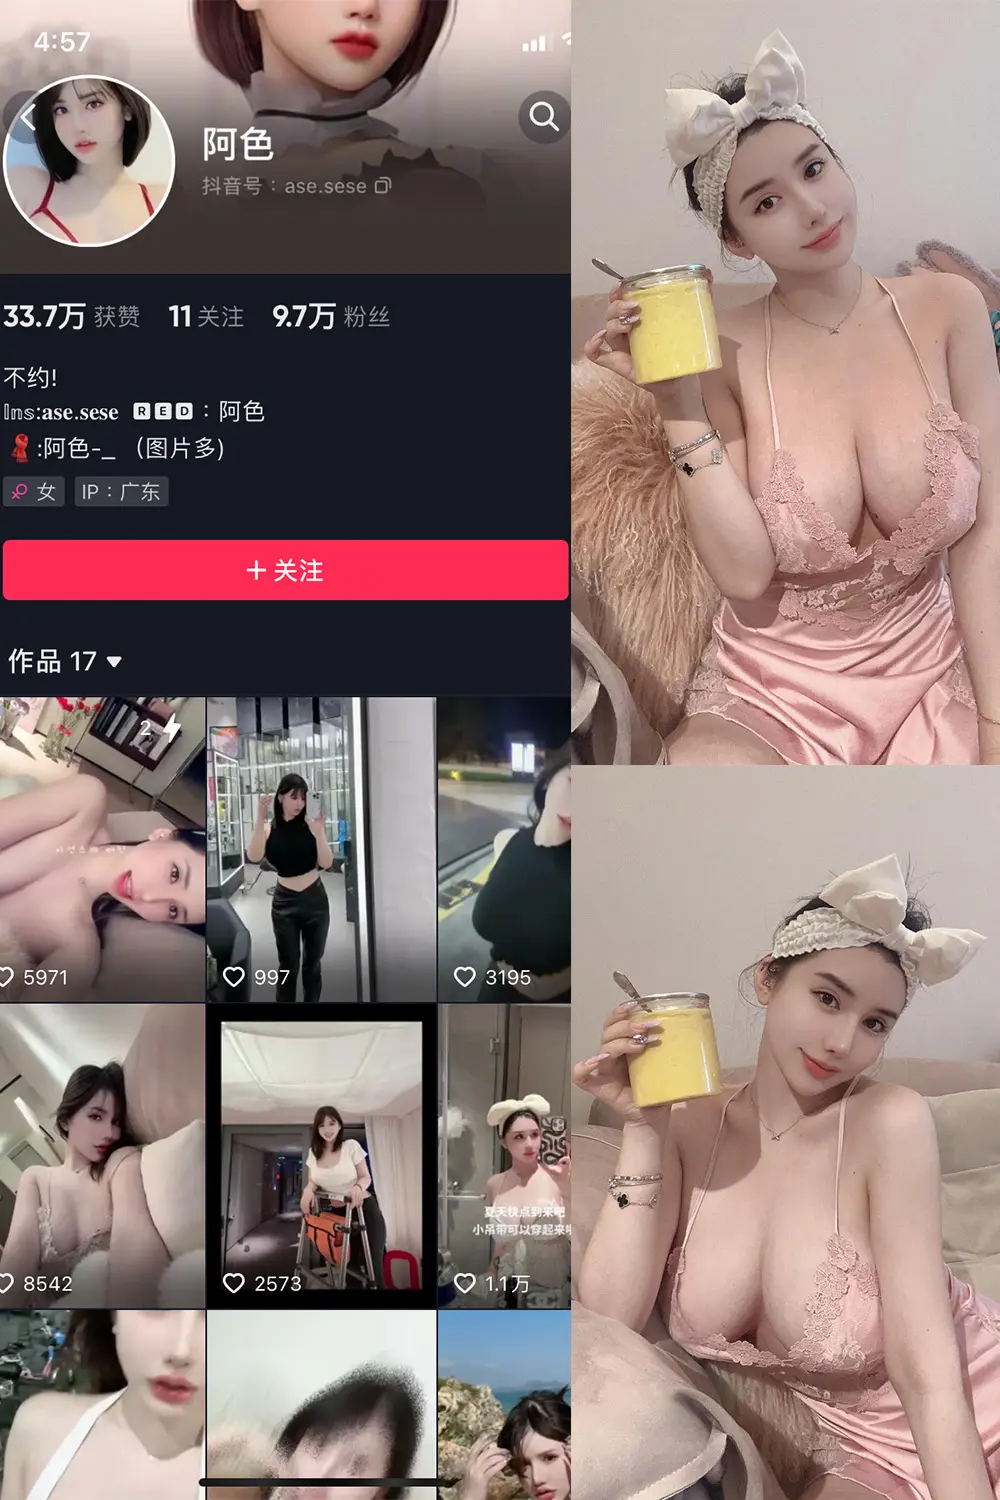 4:57
阿色
抖音号：ase.sese
33.7万 获赞 11 关注 9.7万 粉丝
不约!
Ins:ase.sese RED：阿色
:阿色-_ （图片多)
女 IP：广东
+ 关注
作品 17
2
5971
997
3195
夏天快点到来吧
小吊带可以穿起来啦
8542
2573
1.1万